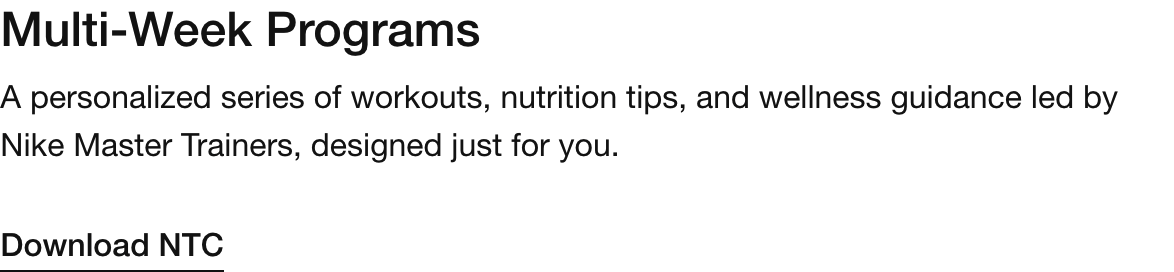 Multi-Week Programs
A personalized series of workouts, nutrition tips, and wellness guidance led by
Nike Master Trainers, designed just for you.
Download NTC